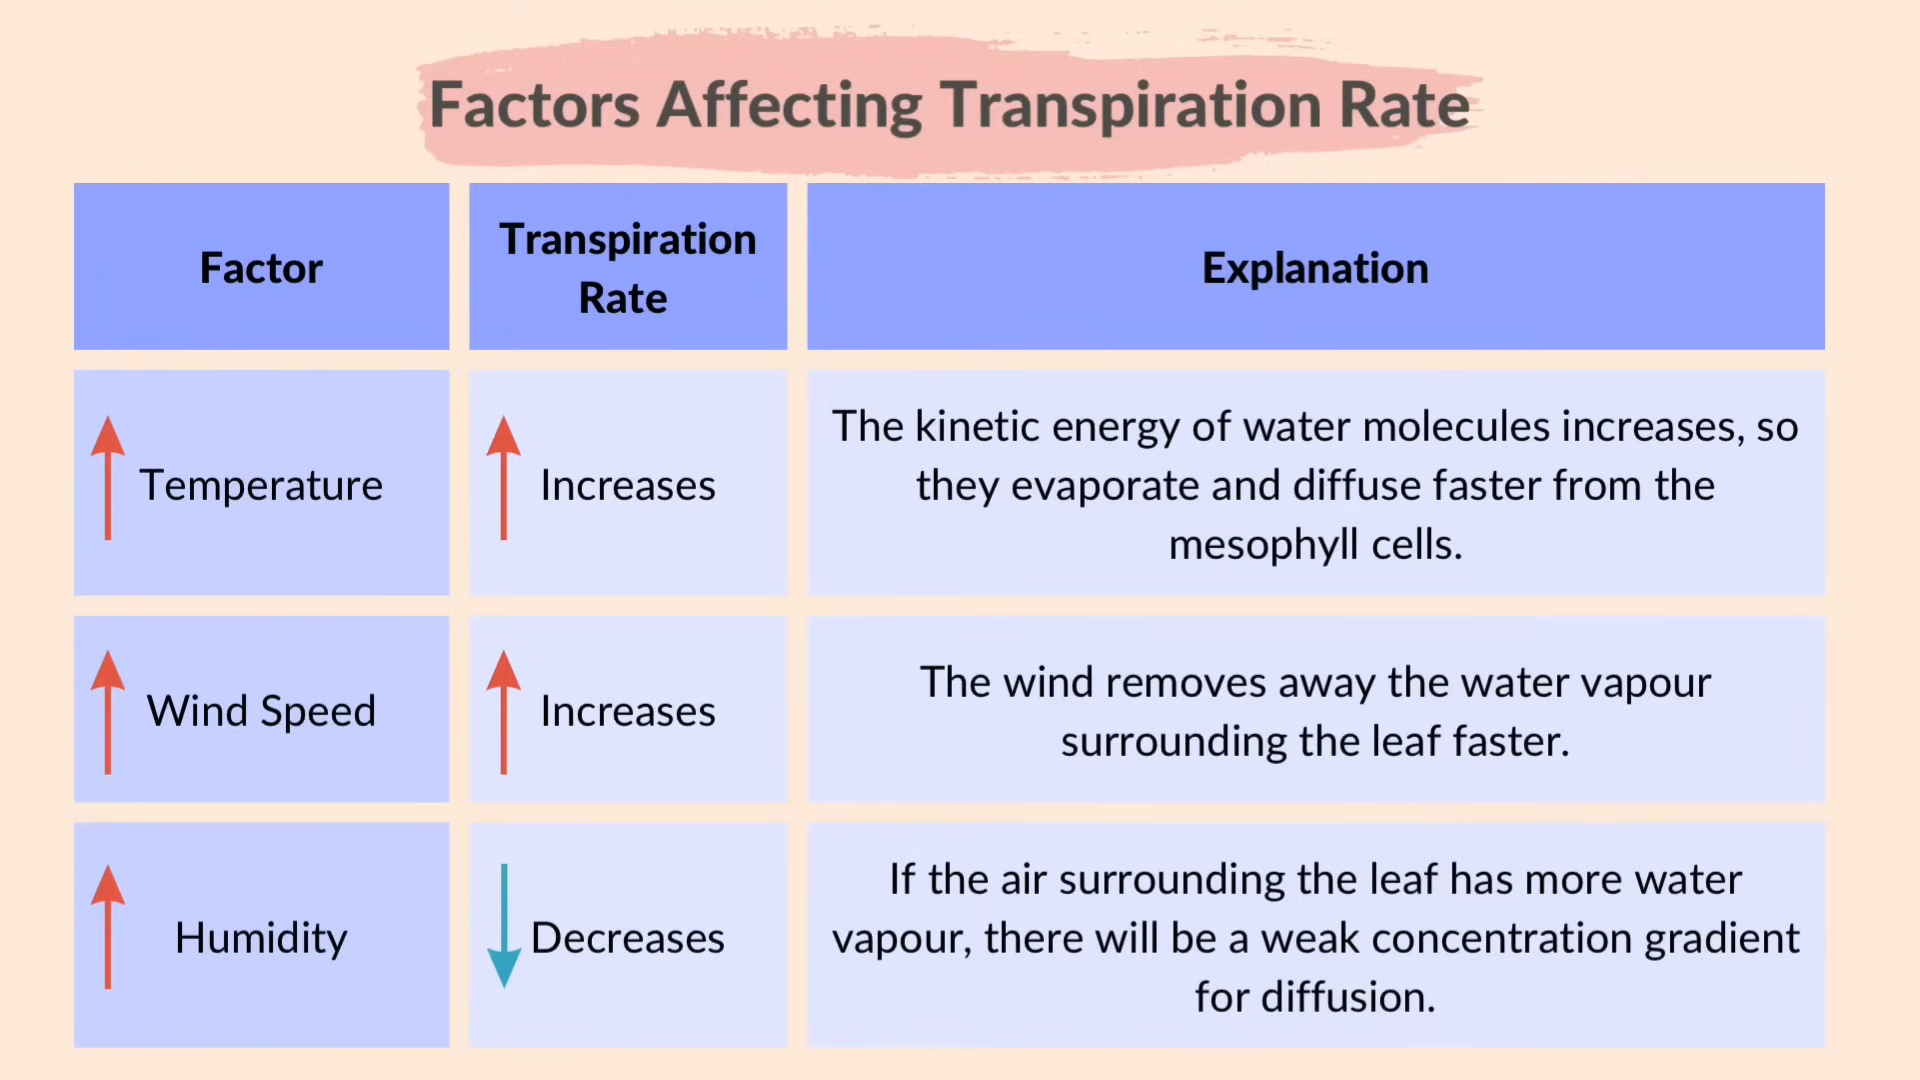 Factors Affecting Transpiration Rate
Factor
Transpiration
Rate
Explanation
Temperature
Increases
The kinetic energy of water molecules increases, so
they evaporate and diffuse faster from the
mesophyll cells.
Wind Speed
Increases
The wind removes away the water vapour
surrounding the leaf faster.
Humidity
Decreases
If the air surrounding the leaf has more water
vapour, there will be a weak concentration gradient
for diffusion.